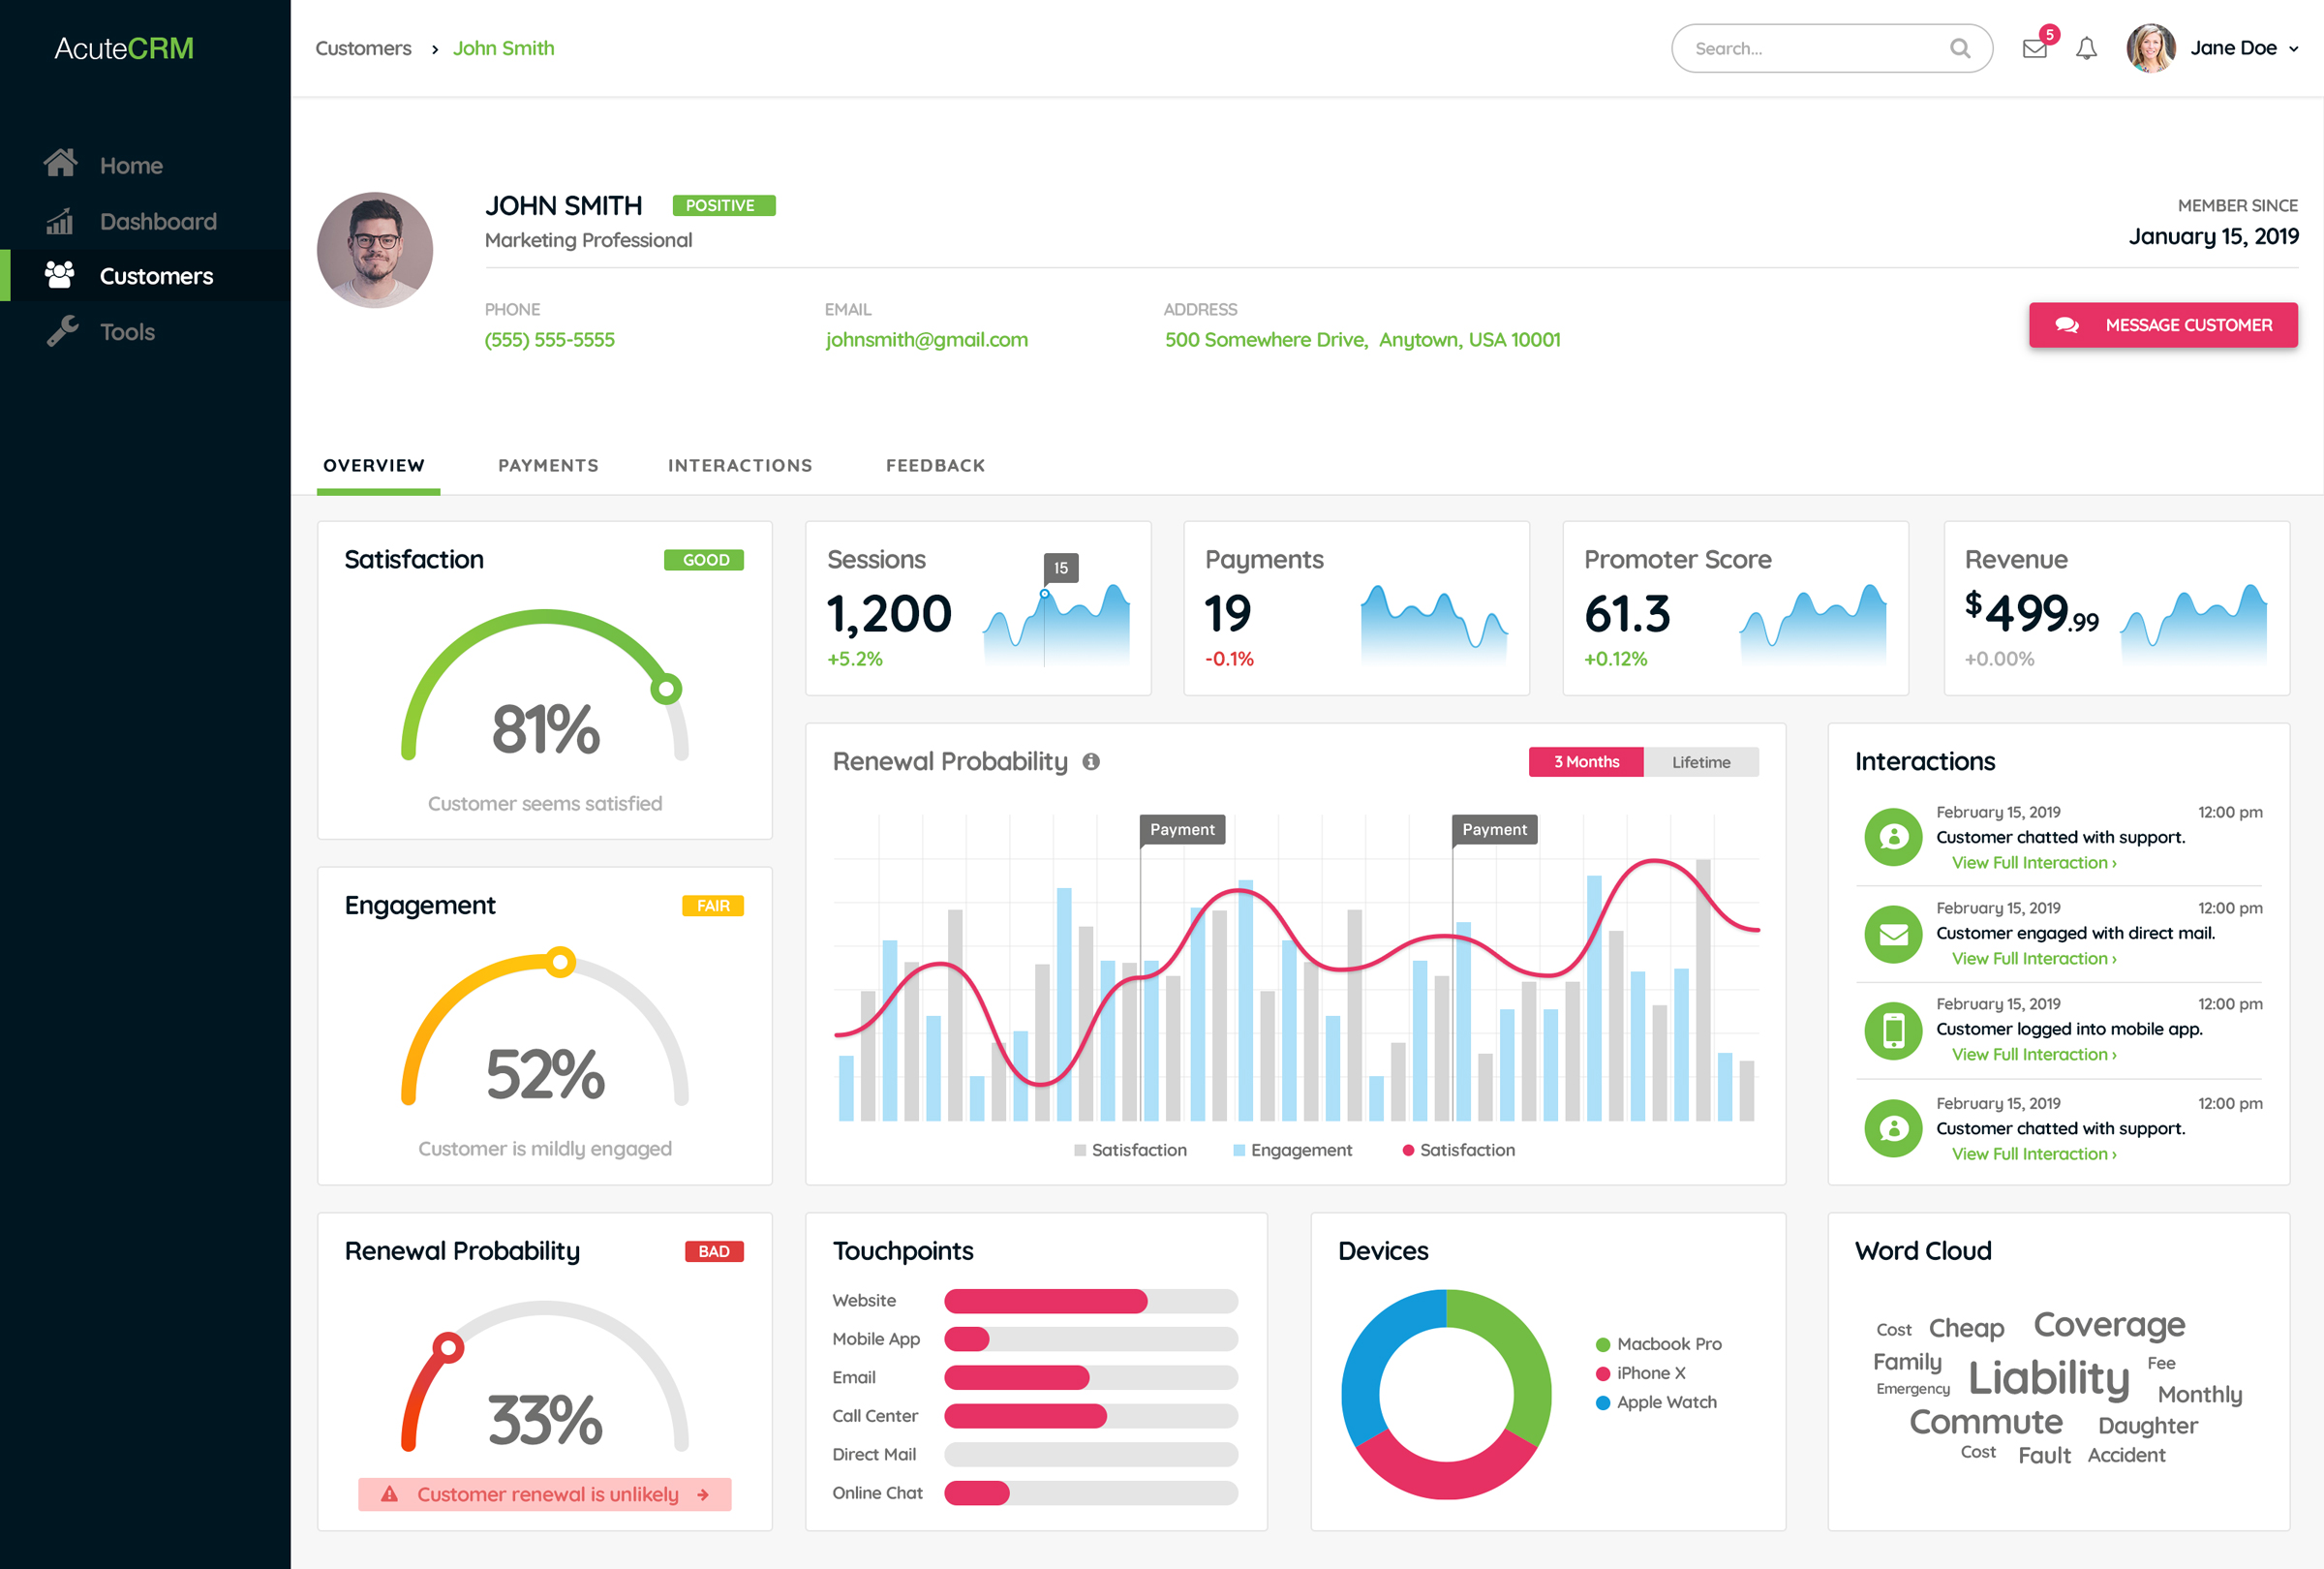 AcuteCRM
Customers › John Smith
Search...
5
Jane Doe
Home
Dashboard
Customers
Tools
JOHN SMITH POSITIVE
Marketing Professional
MEMBER SINCE
January 15, 2019
PHONE
(555) 555-5555
EMAIL
johnsmith@gmail.com
ADDRESS
500 Somewhere Drive, Anytown, USA 10001
MESSAGE CUSTOMER
OVERVIEW PAYMENTS INTERACTIONS FEEDBACK
Satisfaction GOOD
81%
Customer seems satisfied
Sessions
1,200
+5.2%
15
Payments
19
-0.1%
Promoter Score
61.3
+0.12%
Revenue
$499.99
+0.00%
Engagement FAIR
52%
Customer is mildly engaged
Renewal Probability
3 Months Lifetime
Payment Payment
Satisfaction Engagement Satisfaction
Interactions
February 15, 2019 12:00 pm
Customer chatted with support.
View Full Interaction ›
February 15, 2019 12:00 pm
Customer engaged with direct mail.
View Full Interaction ›
February 15, 2019 12:00 pm
Customer logged into mobile app.
View Full Interaction ›
February 15, 2019 12:00 pm
Customer chatted with support.
View Full Interaction ›
Renewal Probability BAD
33%
Customer renewal is unlikely
Touchpoints
Website
Mobile App
Email
Call Center
Direct Mail
Online Chat
Devices
Macbook Pro
iPhone X
Apple Watch
Word Cloud
Cost Cheap Coverage
Family Liability Fee
Emergency Monthly
Commute Daughter
Cost Fault Accident